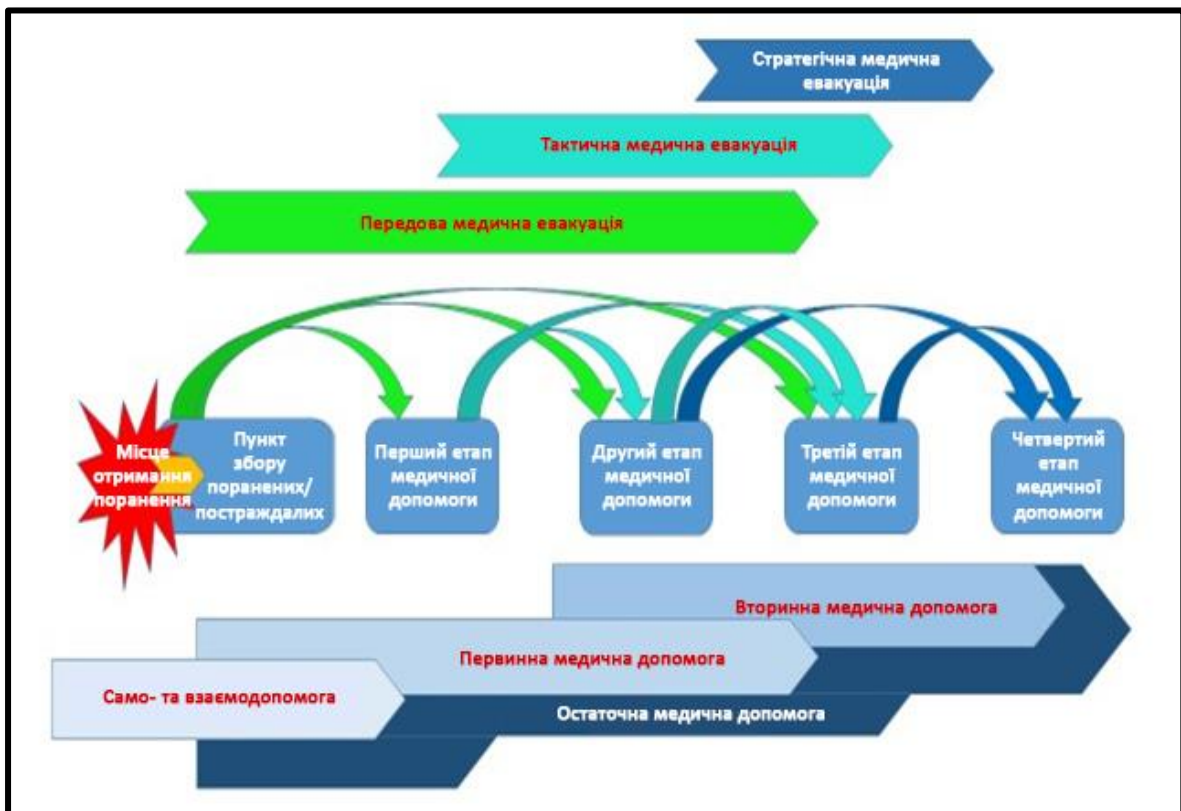 Стратегічна медична
евакуація
Тактична медична евакуація
Передова медична евакуація
Місце
отримання
поранення
Пункт
збору
поранених/
постраждалих
Перший етап
медичної
допомоги
Другий етап
медичної
допомоги
Третій етап
медичної
допомоги
Четвертий
етап
медичної
допомоги
Вторинна медична допомога
Первинна медична допомога
Само- та взаємодопомога
Остаточна медична допомога